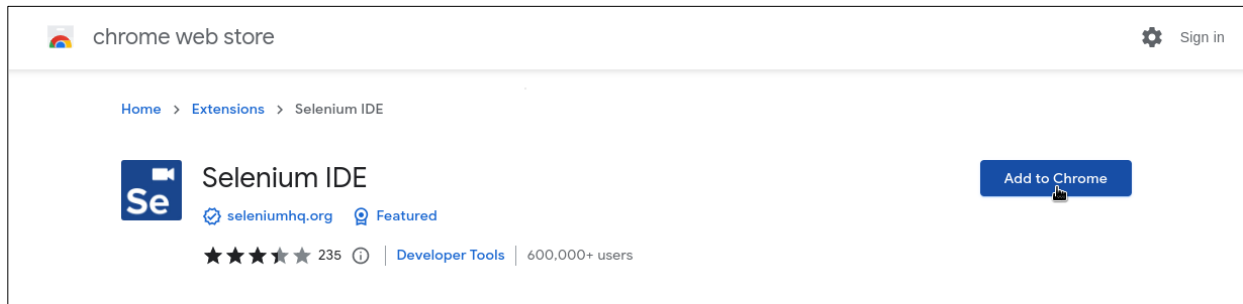 chrome web store Sign in
Home > Extensions > Selenium IDE
Se Selenium IDE Add to Chrome
seleniumhq.org Featured
235 Developer Tools 600,000+ users